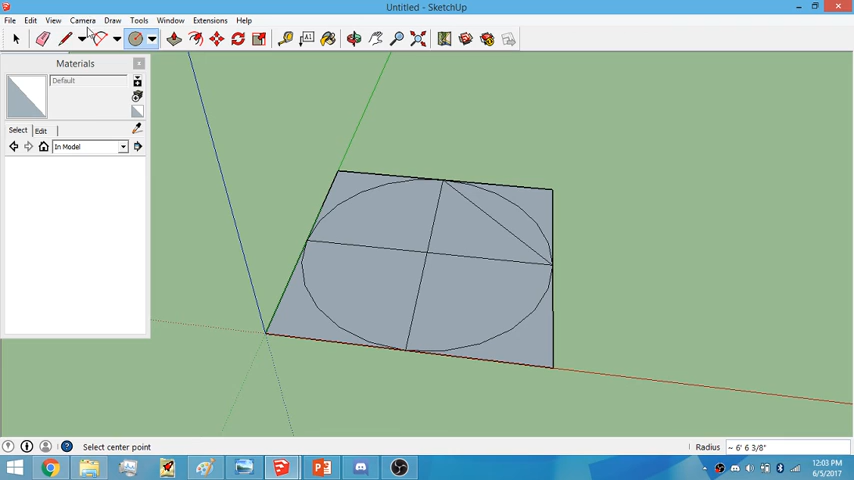 Untitled - SketchUp
File Edit View Camera Draw Tools Window Extensions Help
Materials
Default
Select Edit
In Model
Select center point
Radius ~ 6' 6 3/8"
12:03 PM
6/5/2017